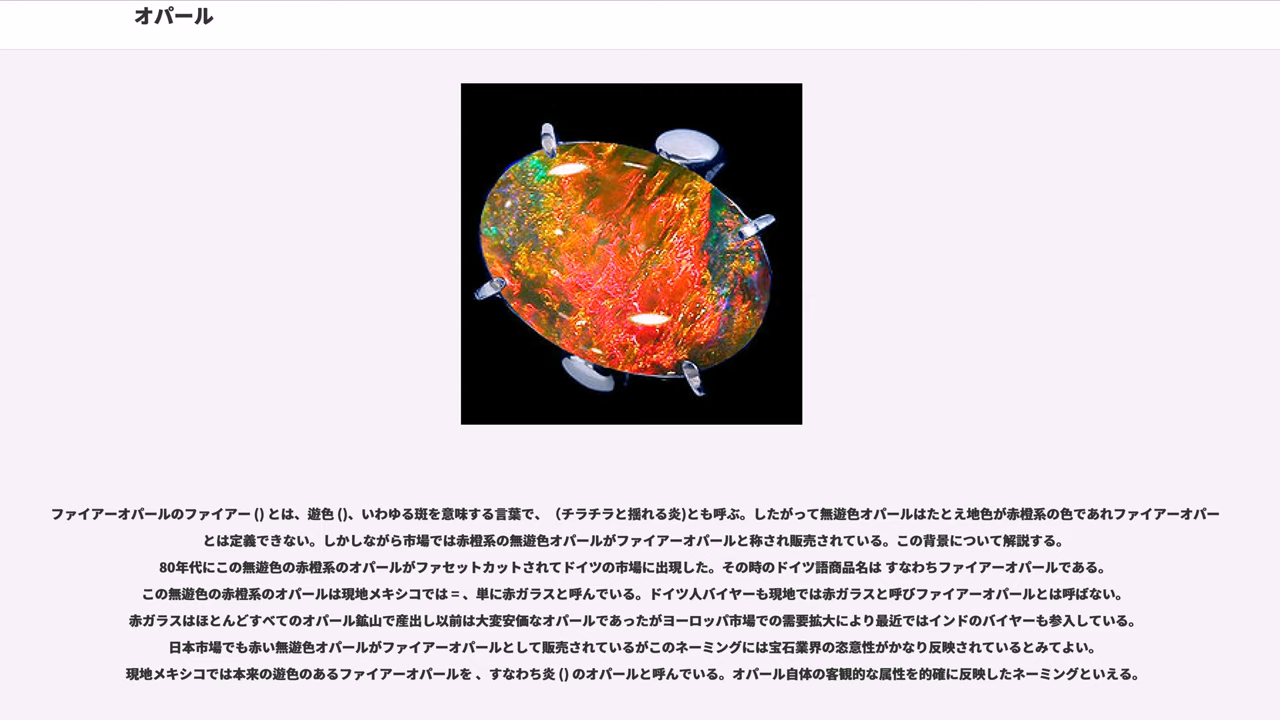 オパール
ファイアーオパールのファイアー () とは、遊色 ()、いわゆる斑を意味する言葉で、（チラチラと揺れる炎)とも呼ぶ。したがって無遊色オパールはたとえ地色が赤橙系の色であれファイアーオパー
とは定義できない。しかしながら市場では赤橙系の無遊色オパールがファイアーオパールと称され販売されている。この背景について解説する。
80年代にこの無遊色の赤橙系のオパールがファセットカットされてドイツの市場に出現した。その時のドイツ語商品名は すなわちファイアーオパールである。
この無遊色の赤橙系のオパールは現地メキシコでは = 、単に赤ガラスと呼んでいる。ドイツ人バイヤーも現地では赤ガラスと呼びファイアーオパールとは呼ばない。
赤ガラスはほとんどすべてのオパール鉱山で産出し以前は大変安価なオパールであったがヨーロッパ市場での需要拡大により最近ではインドのバイヤーも参入している。
日本市場でも赤い無遊色オパールがファイアーオパールとして販売されているがこのネーミングには宝石業界の恣意性がかなり反映されているとみてよい。
現地メキシコでは本来の遊色のあるファイアーオパールを 、すなわち炎 () のオパールと呼んでいる。オパール自体の客観的な属性を的確に反映したネーミングといえる。